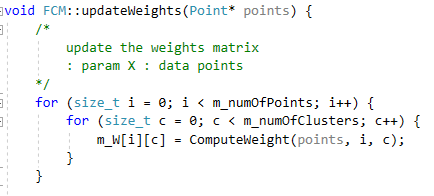 void FCM::updateWeights(Point* points) {
/*
update the weights matrix
: param X : data points
*/
for (size_t i = 0; i < m_numOfPoints; i++) {
for (size_t c = 0; c < m_numOfClusters; c++) {
m_W[i][c] = ComputeWeight(points, i, c);
}
}